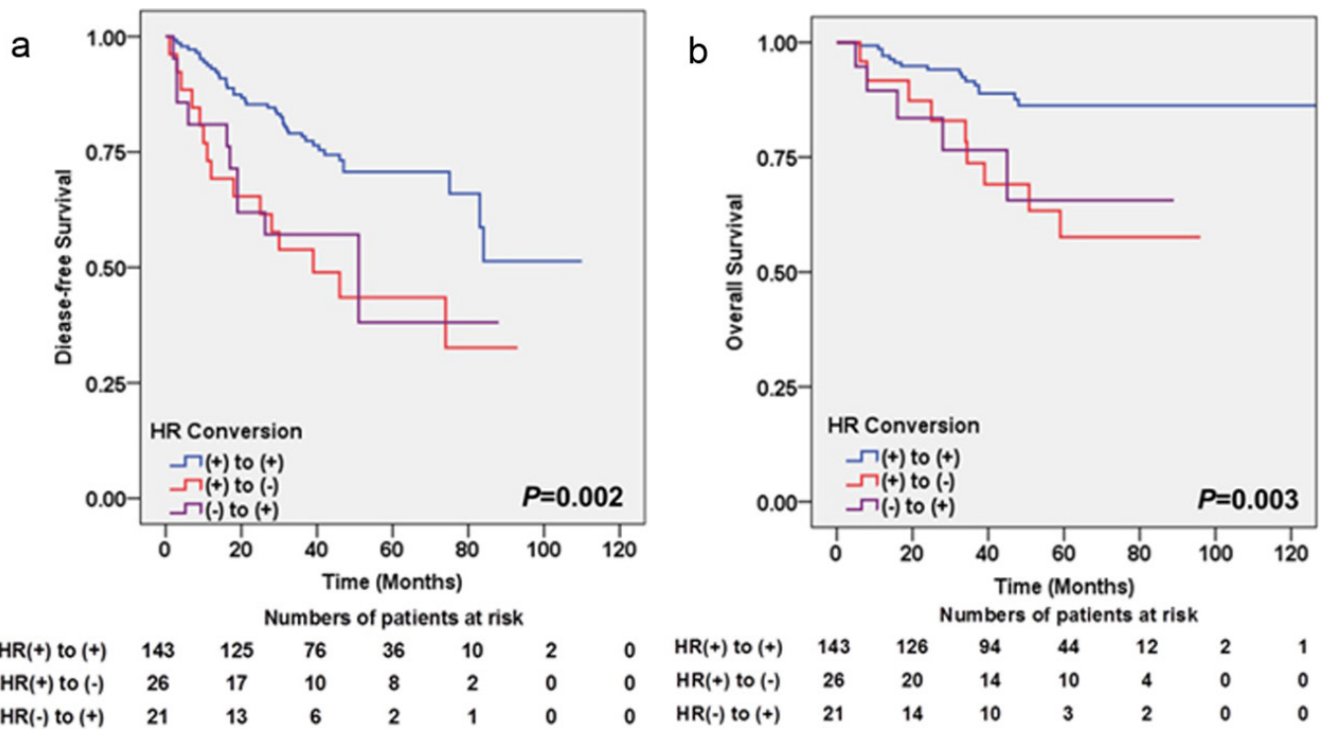 a
1.00
0.75
0.50
0.25
0.00
Diease-free Survival
HR Conversion
(+) to (+)
(+) to (-)
(-) to (+)
P=0.002
0 20 40 60 80 100 120
Time (Months)
Numbers of patients at risk
HR(+) to (+) 143 125 76 36 10 2 0
HR(+) to (-) 26 17 10 8 2 0 0
HR(-) to (+) 21 13 6 2 1 0 0
b
1.00
0.75
0.50
0.25
0.00
Overall Survival
HR Conversion
(+) to (+)
(+) to (-)
(-) to (+)
P=0.003
0 20 40 60 80 100 120
Time (Months)
Numbers of patients at risk
HR(+) to (+) 143 126 94 44 12 2 1
HR(+) to (-) 26 20 14 10 4 0 0
HR(-) to (+) 21 14 10 3 2 0 0